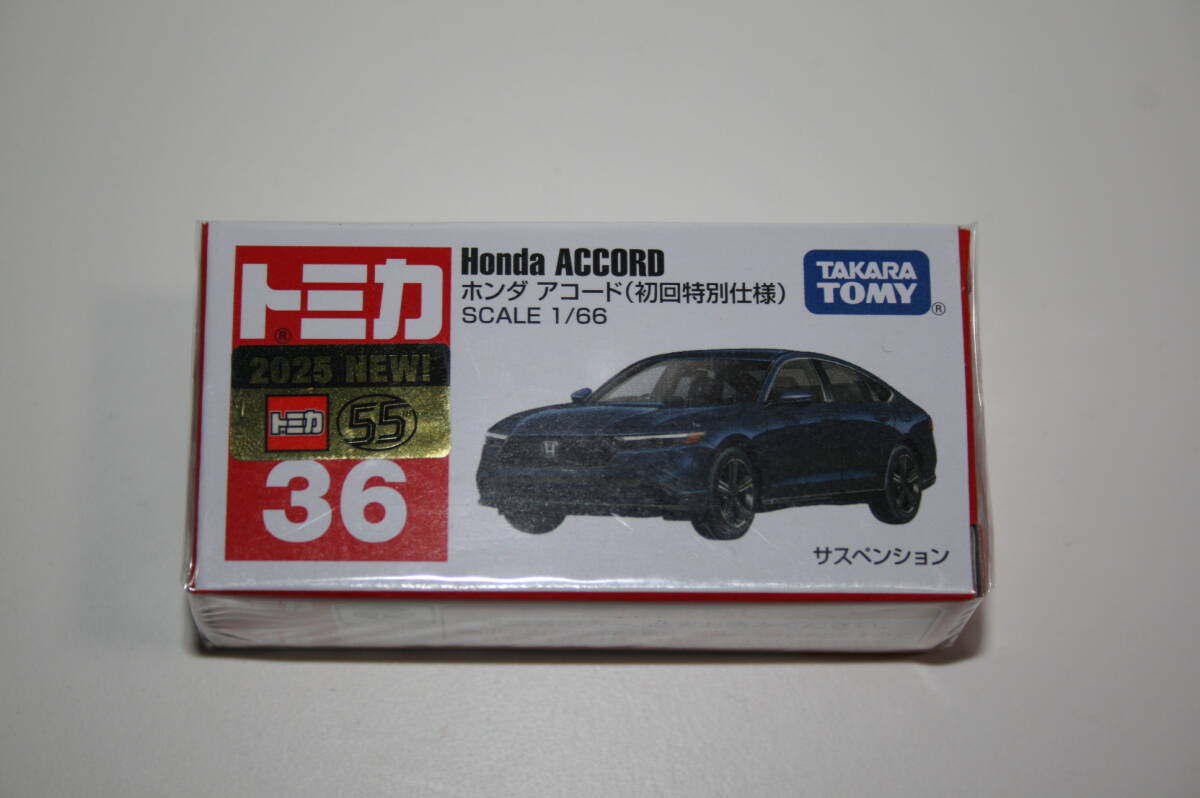 トミカ®
2025 NEW!
トミカ 55th
36
Honda ACCORD
ホンダ アコード(初回特別仕様)
SCALE 1/66
TAKARA
TOMY®
サスペンション